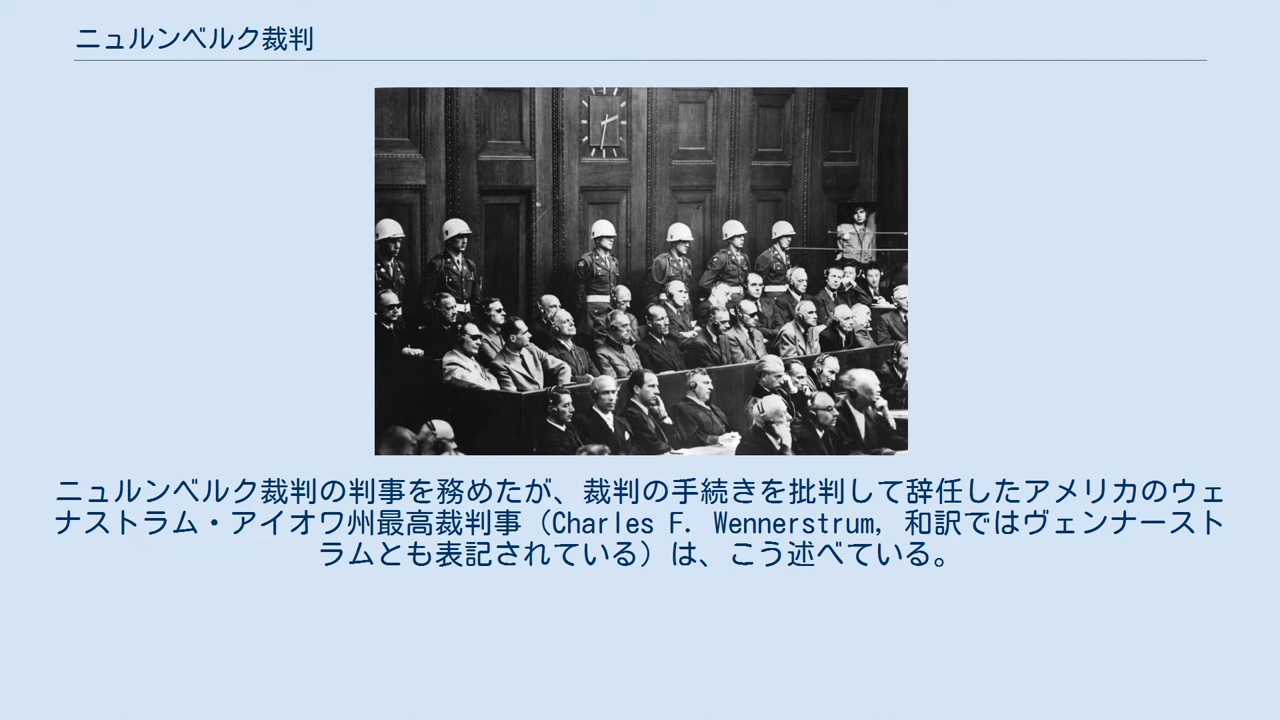 ニュルンベルク裁判
ニュルンベルク裁判の判事を務めたが、裁判の手続きを批判して辞任したアメリカのウェ
ナストラム・アイオワ州最高裁判事（Charles F. Wennerstrum, 和訳ではヴェンナースト
ラムとも表記されている）は、こう述べている。